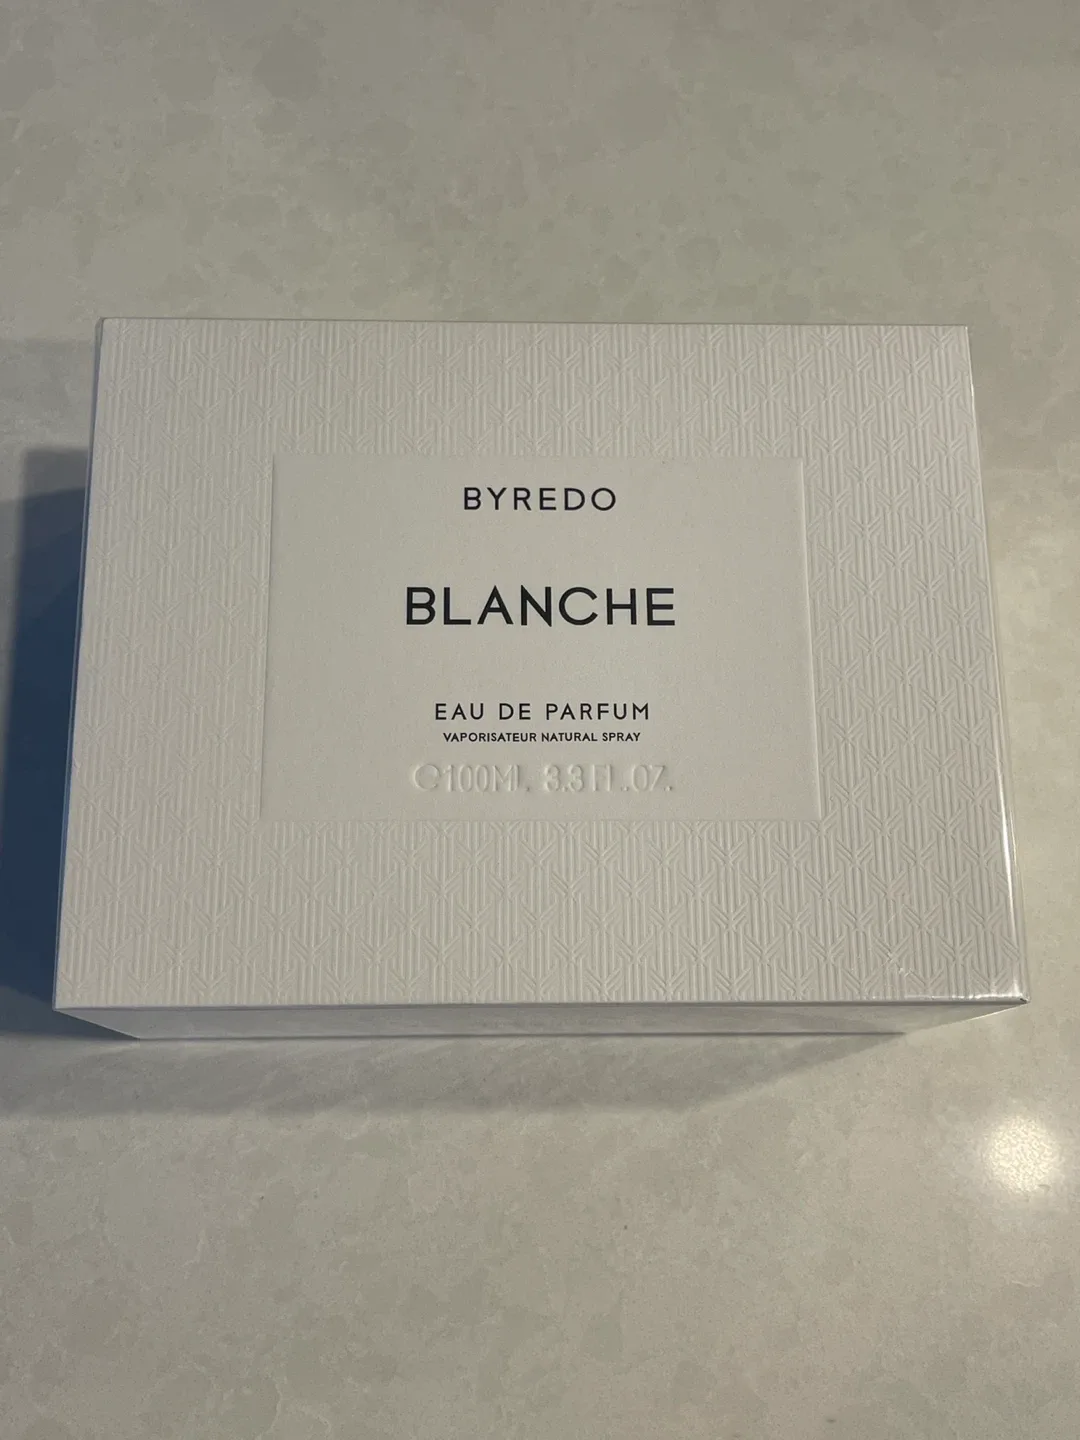 BYREDO
BLANCHE
EAU DE PARFUM
VAPORISATEUR NATURAL SPRAY
℮100ML 3.3 FL.OZ.